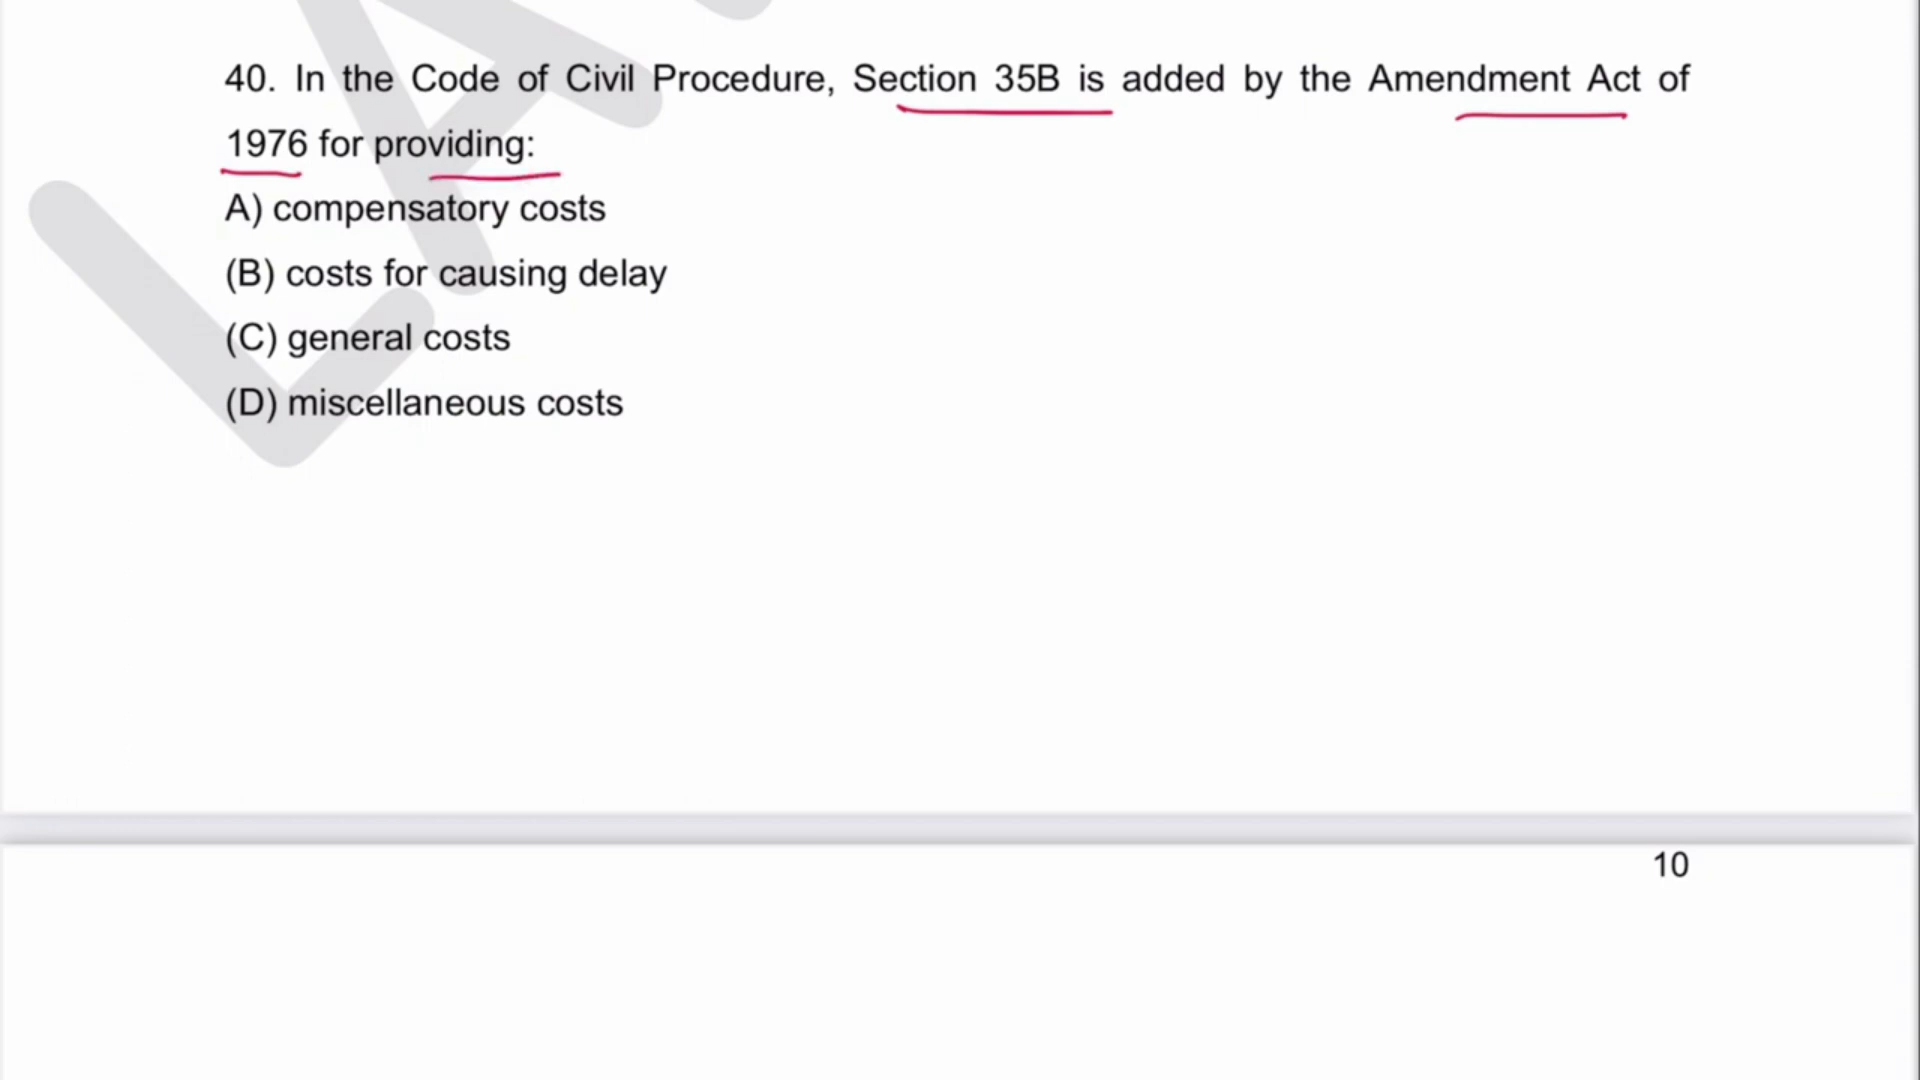 40. In the Code of Civil Procedure, Section 35B is added by the Amendment Act of
1976 for providing:
A) compensatory costs
(B) costs for causing delay
(C) general costs
(D) miscellaneous costs
10